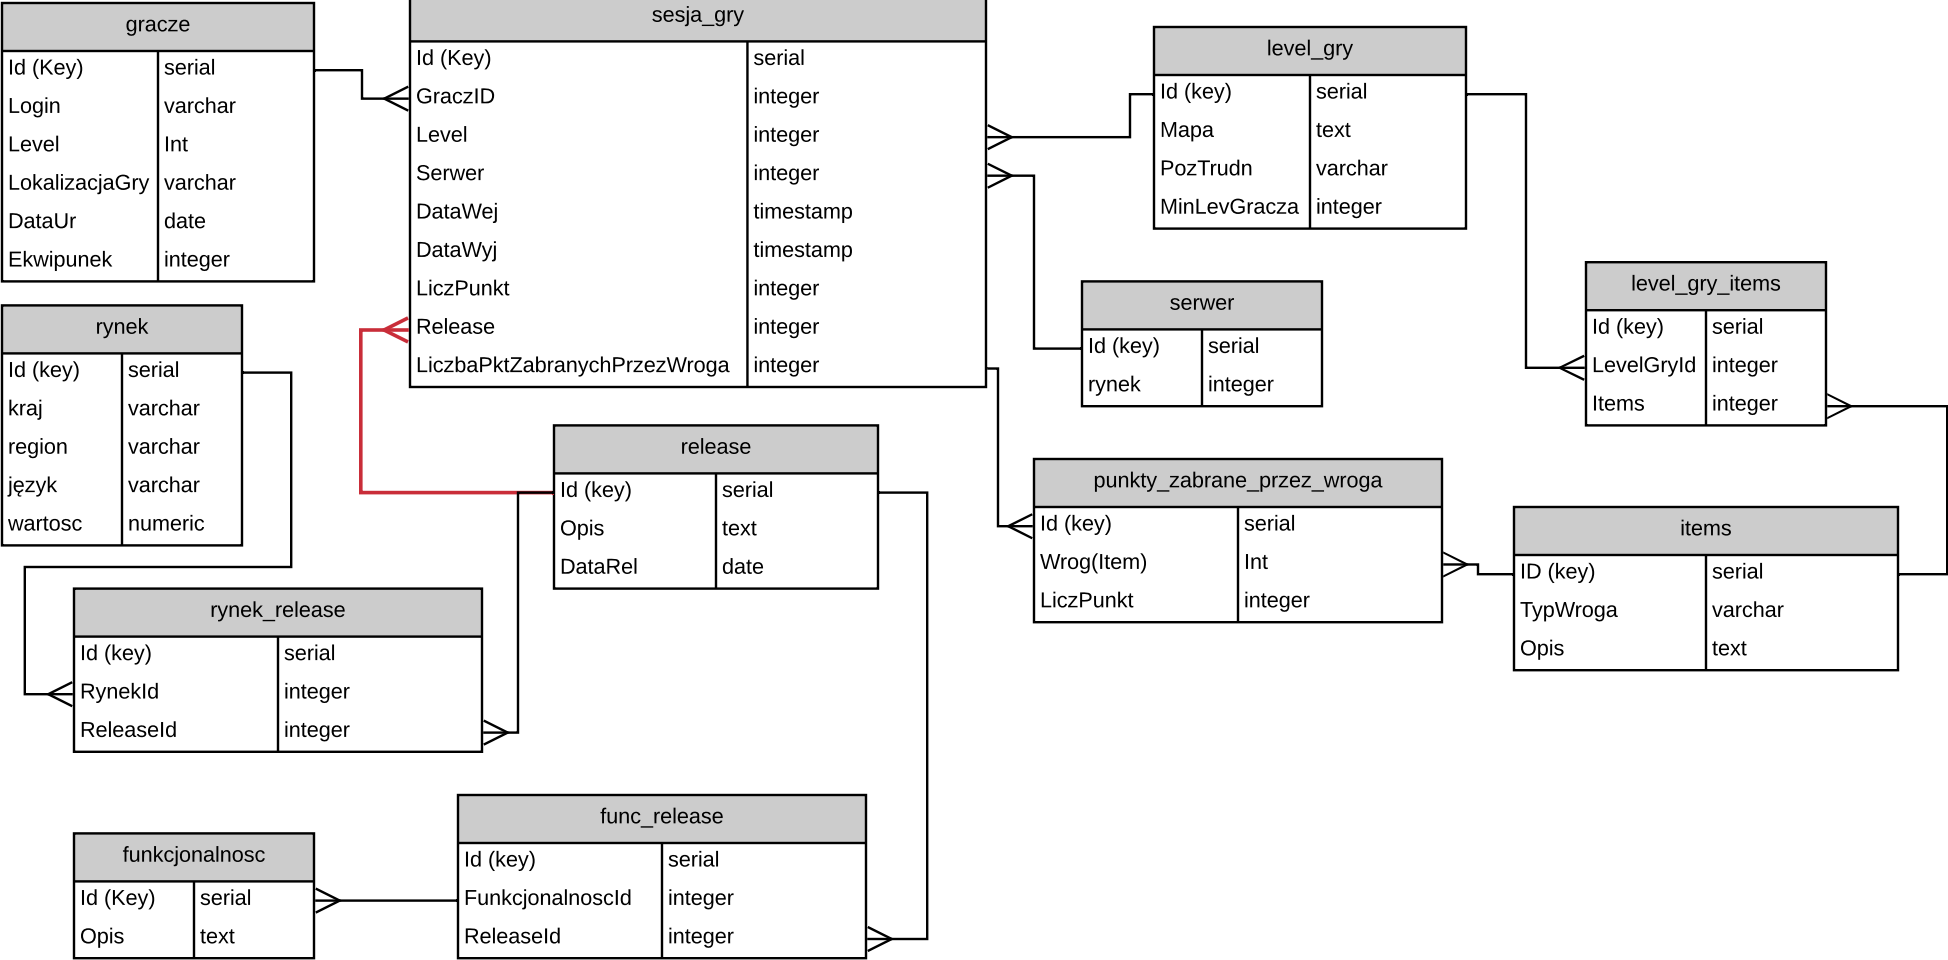 gracze
Id (Key) serial
Login varchar
Level Int
LokalizacjaGry varchar
DataUr date
Ekwipunek integer
sesja_gry
Id (Key) serial
GraczID integer
Level integer
Serwer integer
DataWej timestamp
DataWyj timestamp
LiczPunkt integer
Release integer
LiczbaPktZabranychPrzezWroga integer
level_gry
Id (key) serial
Mapa text
PozTrudn varchar
MinLevGracza integer
rynek
Id (key) serial
kraj varchar
region varchar
język varchar
wartosc numeric
serwer
Id (key) serial
rynek integer
level_gry_items
Id (key) serial
LevelGryId integer
Items integer
release
Id (key) serial
Opis text
DataRel date
punkty_zabrane_przez_wroga
Id (key) serial
Wrog(Item) Int
LiczPunkt integer
items
ID (key) serial
TypWroga varchar
Opis text
rynek_release
Id (key) serial
RynekId integer
ReleaseId integer
funkcjonalnosc
Id (Key) serial
Opis text
func_release
Id (key) serial
FunkcjonalnoscId integer
ReleaseId integer